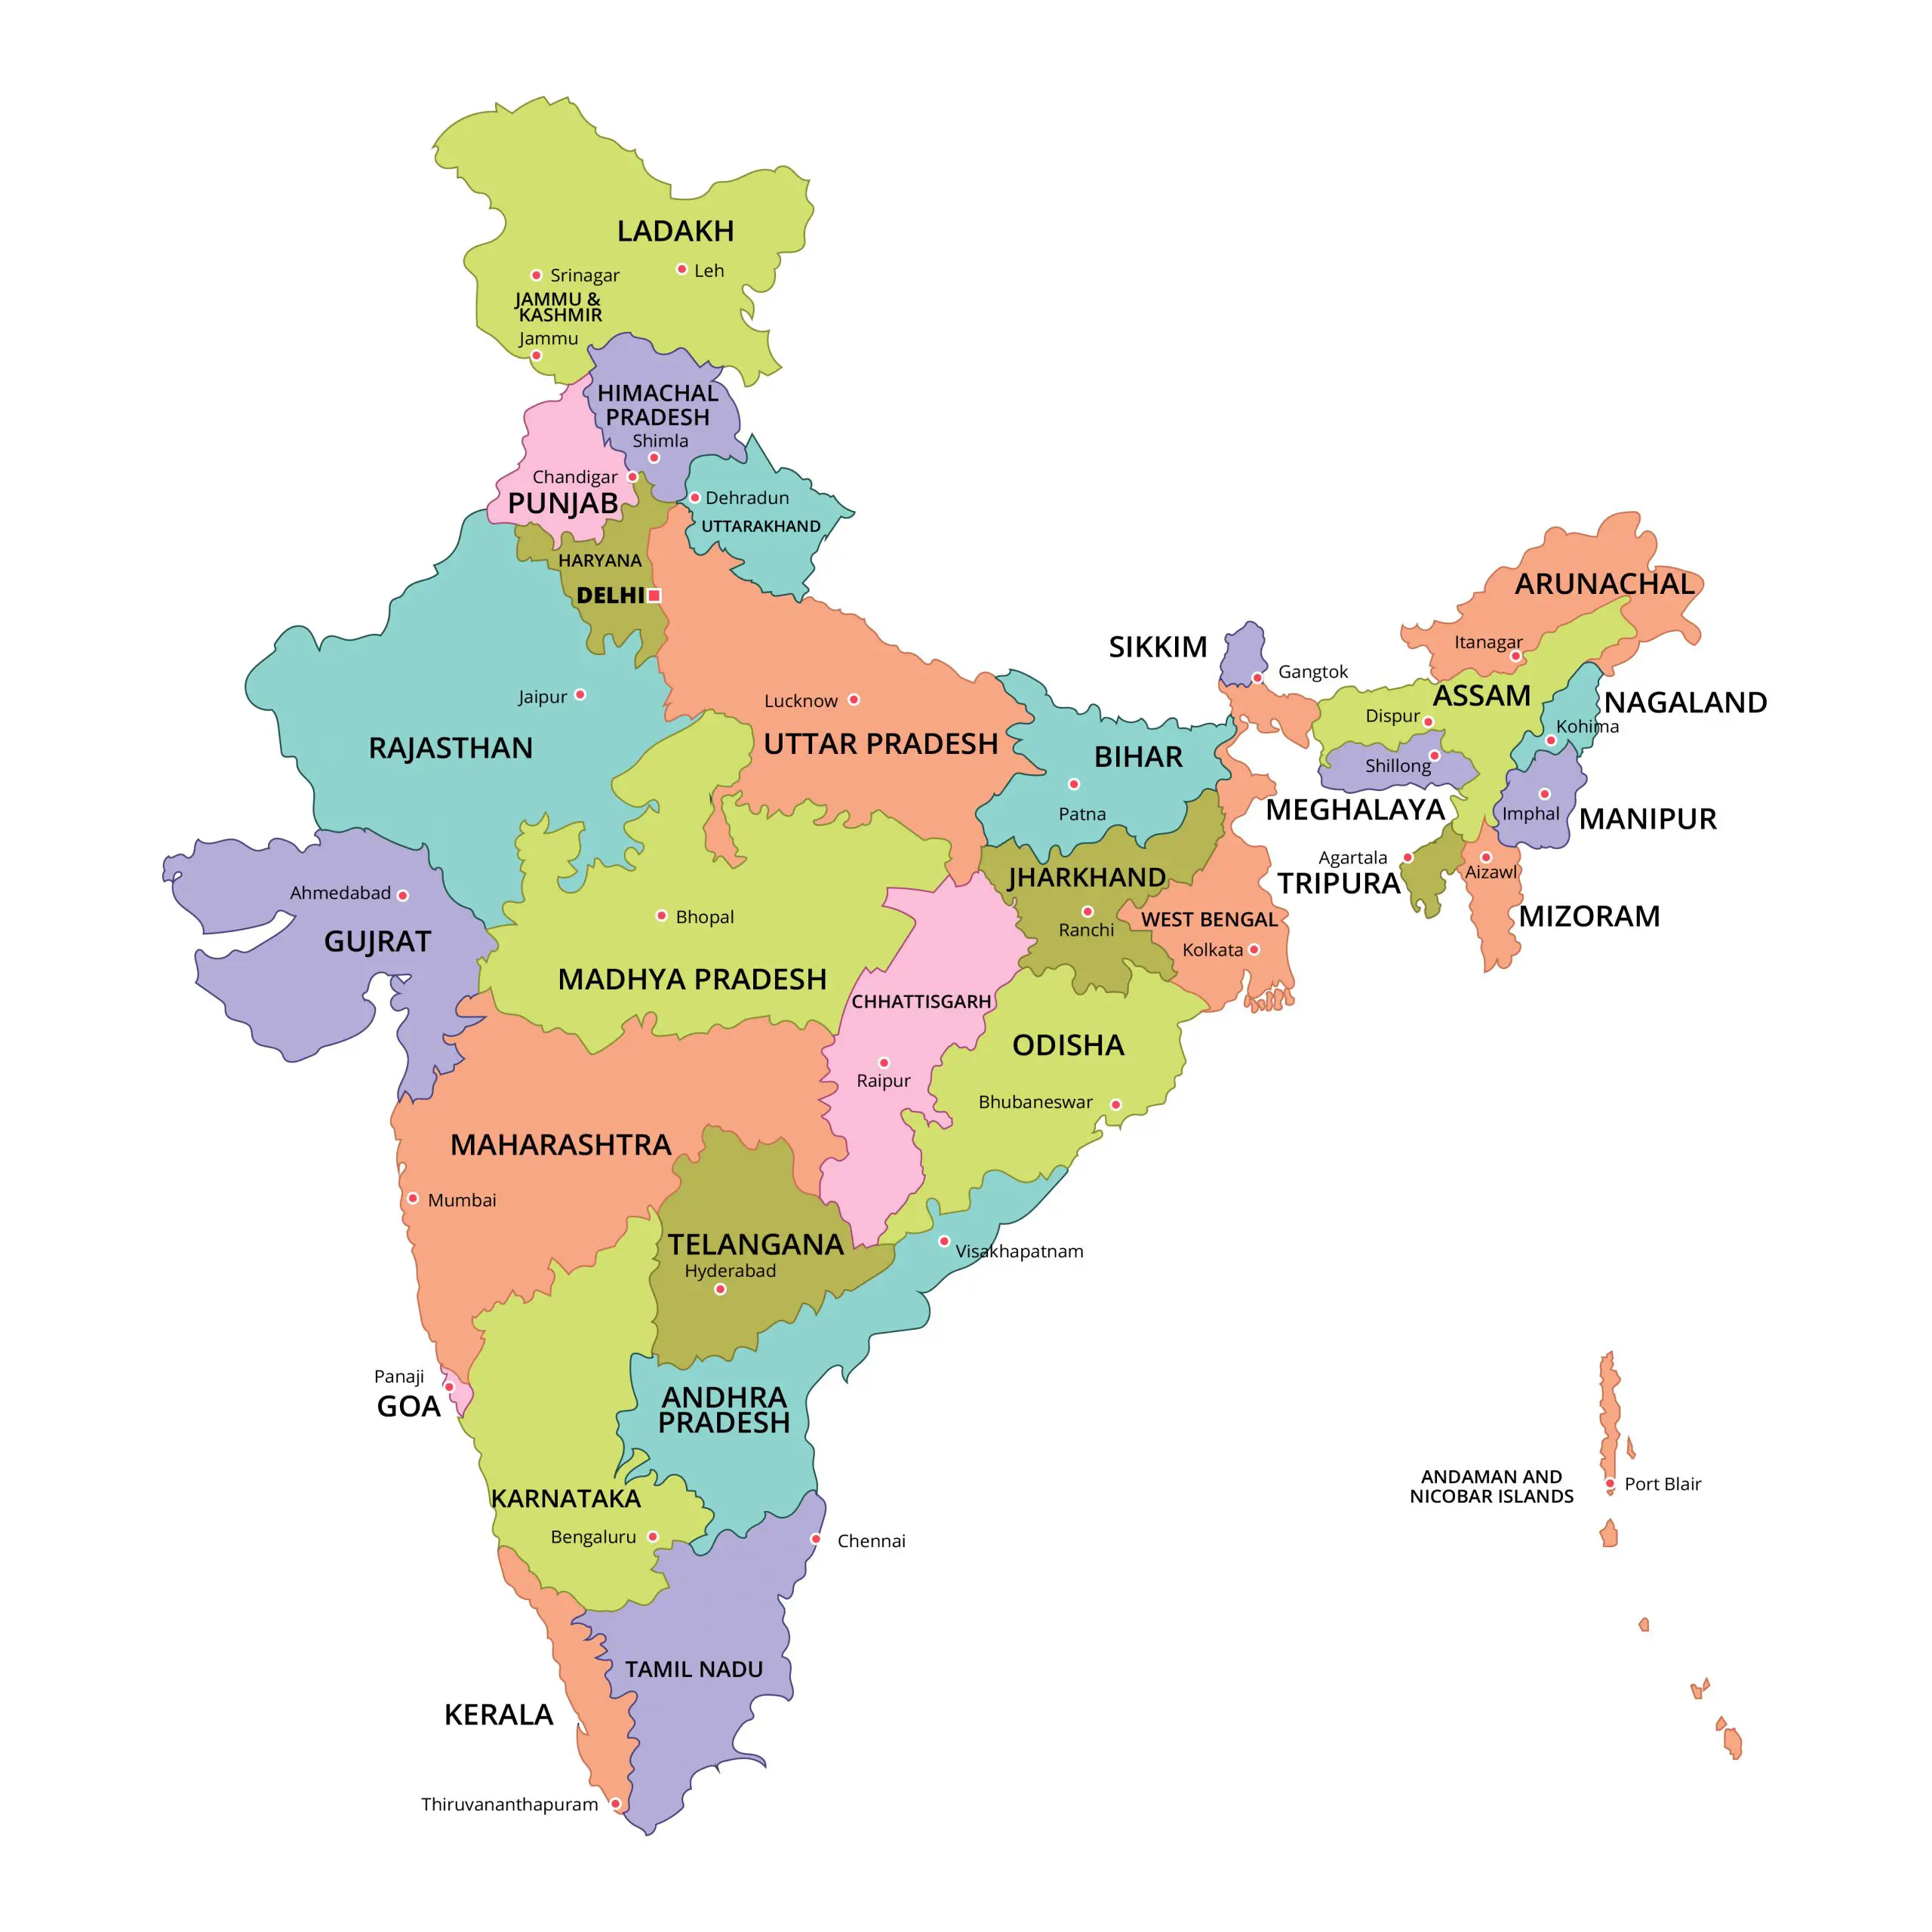 LADAKH
Leh
Srinagar
JAMMU &
KASHMIR
Jammu
HIMACHAL
PRADESH
Shimla
Chandigar
PUNJAB
Dehradun
UTTARAKHAND
HARYANA
DELHI
ARUNACHAL
Itanagar
SIKKIM
Gangtok
ASSAM
Dispur
NAGALAND
Kohima
Jaipur
RAJASTHAN
Lucknow
UTTAR PRADESH
BIHAR
Patna
Shillong
MEGHALAYA
Imphal
MANIPUR
Agartala
TRIPURA
Aizawl
MIZORAM
Ahmedabad
GUJRAT
Bhopal
MADHYA PRADESH
JHARKHAND
Ranchi
WEST BENGAL
Kolkata
CHHATTISGARH
Raipur
ODISHA
Bhubaneswar
MAHARASHTRA
Mumbai
TELANGANA
Hyderabad
Visakhapatnam
Panaji
GOA
ANDHRA
PRADESH
KARNATAKA
Bengaluru
Chennai
ANDAMAN AND
NICOBAR ISLANDS
Port Blair
TAMIL NADU
KERALA
Thiruvananthapuram